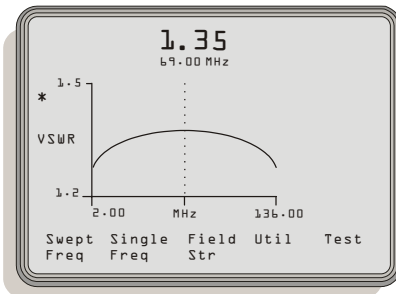 1.35
69.00 MHz
1.5
*
VSWR
1.2
2.00 MHz 136.00
Swept Single Field Util Test
Freq Freq Str